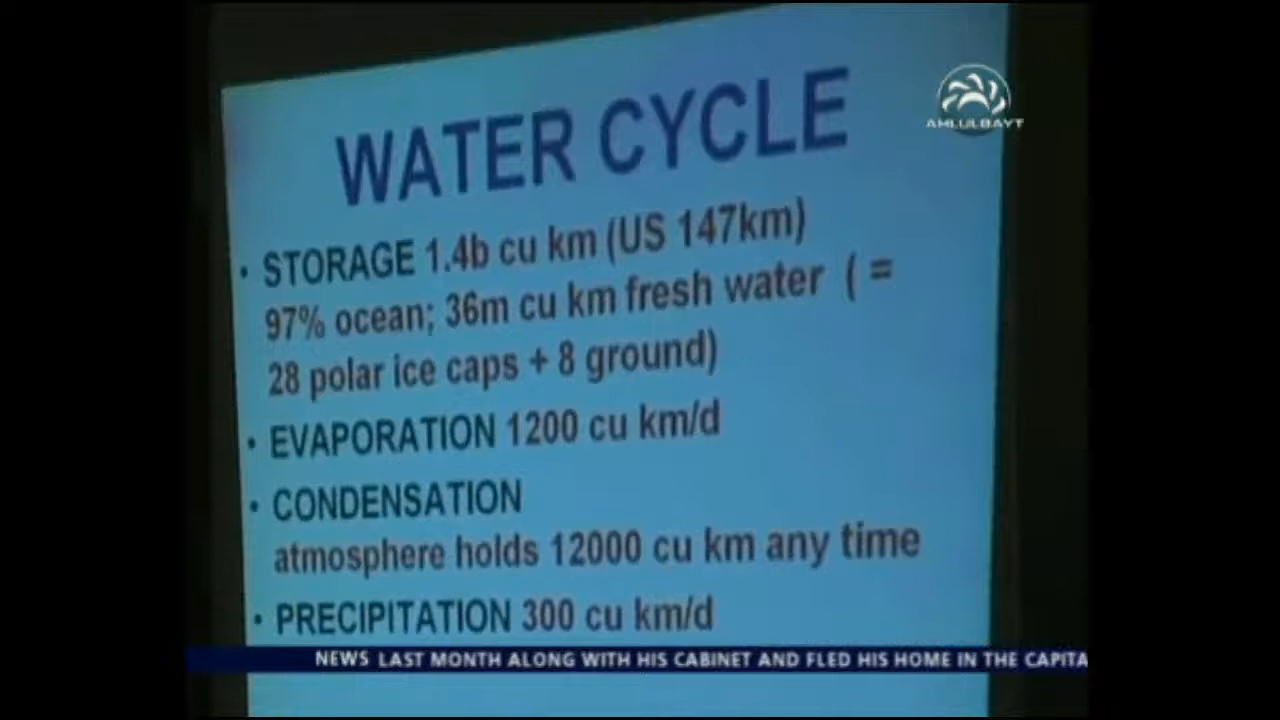 WATER CYCLE
AHLULBAYT
• STORAGE 1.4b cu km (US 147km)
97% ocean; 36m cu km fresh water ( =
28 polar ice caps + 8 ground)
• EVAPORATION 1200 cu km/d
• CONDENSATION
atmosphere holds 12000 cu km any time
• PRECIPITATION 300 cu km/d
NEWS LAST MONTH ALONG WITH HIS CABINET AND FLED HIS HOME IN THE CAPITA